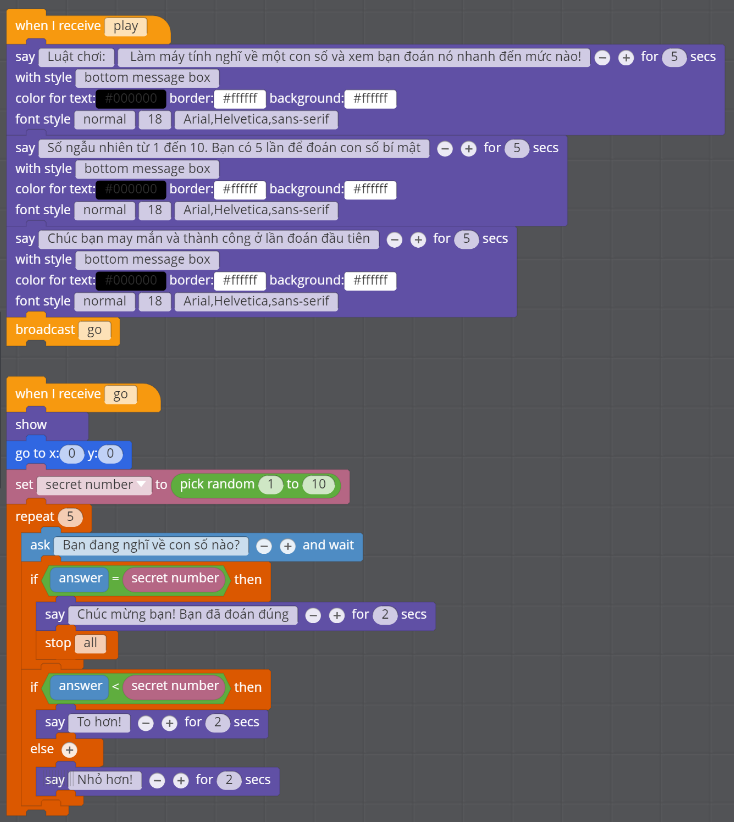 when I receive play
say Luật chơi: Làm máy tính nghĩ về một con số và xem bạn đoán nó nhanh đến mức nào! − + for 5 secs
with style bottom message box
color for text: #000000 border: #ffffff background: #ffffff
font style normal 18 Arial,Helvetica,sans-serif
say Số ngẫu nhiên từ 1 đến 10. Bạn có 5 lần để đoán con số bí mật − + for 5 secs
with style bottom message box
color for text: #000000 border: #ffffff background: #ffffff
font style normal 18 Arial,Helvetica,sans-serif
say Chúc bạn may mắn và thành công ở lần đoán đầu tiên − + for 5 secs
with style bottom message box
color for text: #000000 border: #ffffff background: #ffffff
font style normal 18 Arial,Helvetica,sans-serif
broadcast go
when I receive go
show
go to x: 0 y: 0
set secret number to pick random 1 to 10
repeat 5
ask Bạn đang nghĩ về con số nào? − + and wait
if answer = secret number then
say Chúc mừng bạn! Bạn đã đoán đúng − + for 2 secs
stop all
if answer < secret number then
say To hơn! − + for 2 secs
else +
say Nhỏ hơn! − + for 2 secs